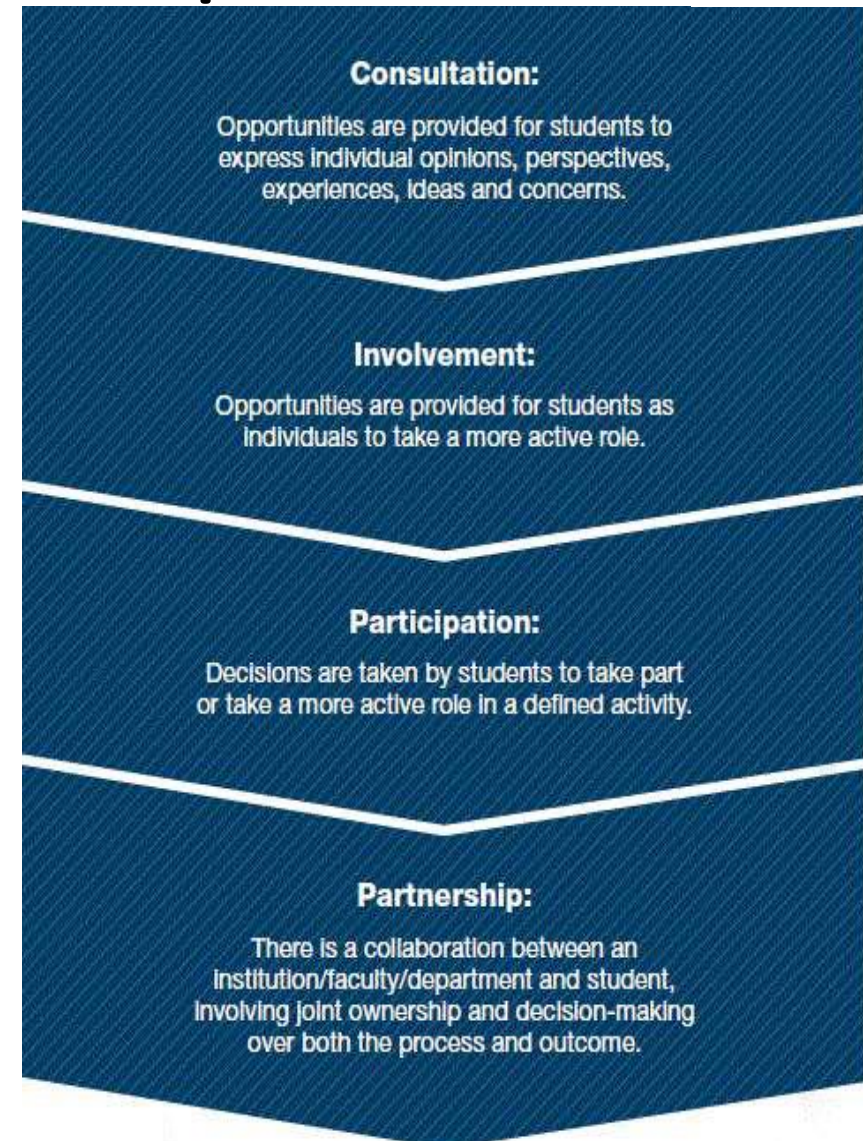 Consultation:
Opportunities are provided for students to
express individual opinions, perspectives,
experiences, ideas and concerns.
Involvement:
Opportunities are provided for students as
individuals to take a more active role.
Participation:
Decisions are taken by students to take part
or take a more active role in a defined activity.
Partnership:
There is a collaboration between an
institution/faculty/department and student,
involving joint ownership and decision-making
over both the process and outcome.